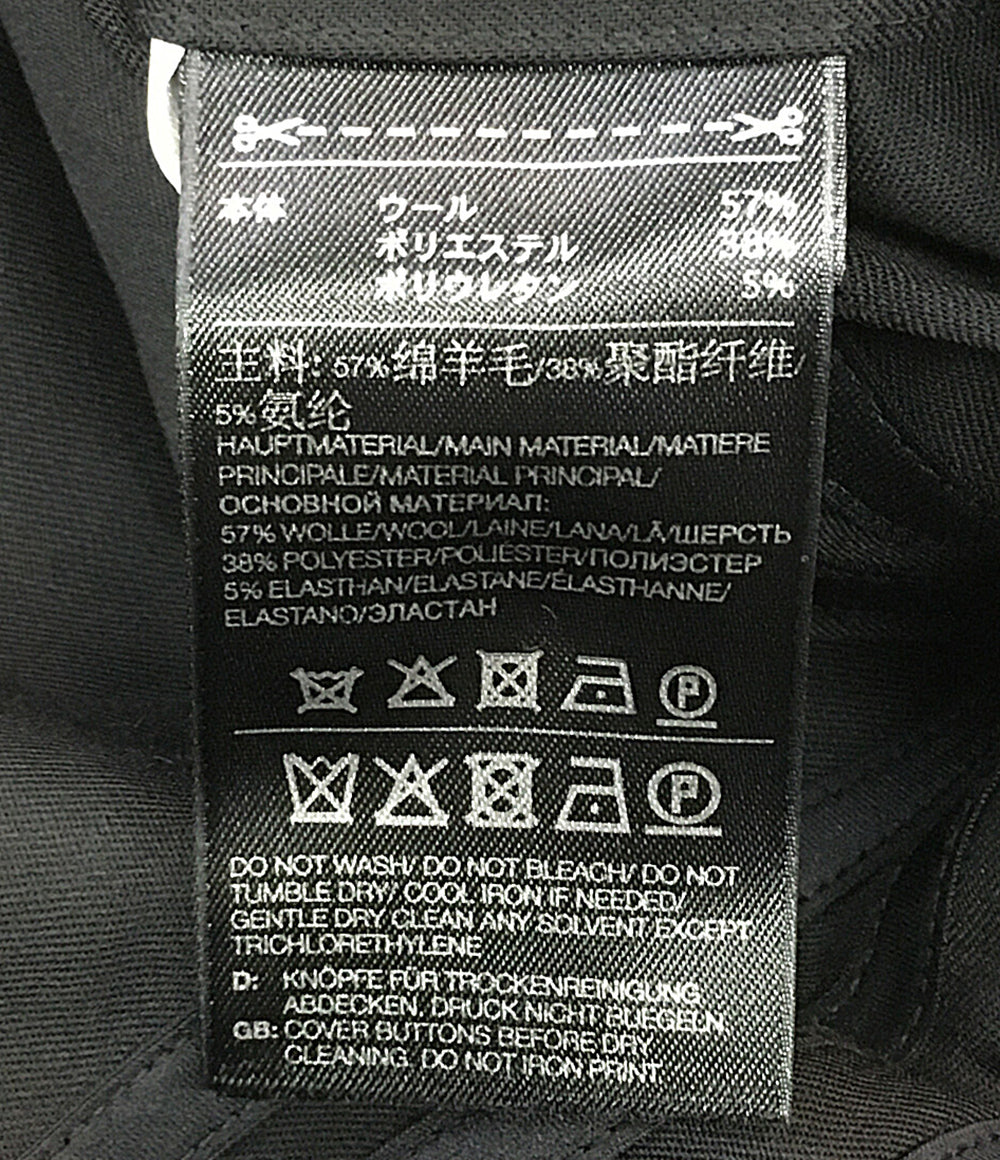 本体 ウール 57%
ポリエステル 38%
ポリウレタン 5%
主料: 57%绵羊毛/38%聚酯纤维/
5%氨纶
HAUPTMATERIAL/MAIN MATERIAL/MATIERE
PRINCIPALE/MATERIAL PRINCIPAL/
ОСНОВНОЙ МАТЕРИАЛ:
57% WOLLE/WOOL/LAINE/LANA/LÃ/ШЕРСТЬ
38% POLYESTER/POLIESTER/ПОЛИЭСТЕР
5% ELASTHAN/ELASTANE/ÉLASTHANNE/
ELASTANO/ЭЛАСТАН
P
P
DO NOT WASH/ DO NOT BLEACH/ DO NOT
TUMBLE DRY/ COOL IRON IF NEEDED/
GENTLE DRY CLEAN ANY SOLVENT EXCEPT
TRICHLORETHYLENE
D: KNÖPFE FÜR TROCKENREINIGUNG
ABDECKEN. DRUCK NICHT BUEGELN.
GB: COVER BUTTONS BEFORE DRY
CLEANING. DO NOT IRON PRINT